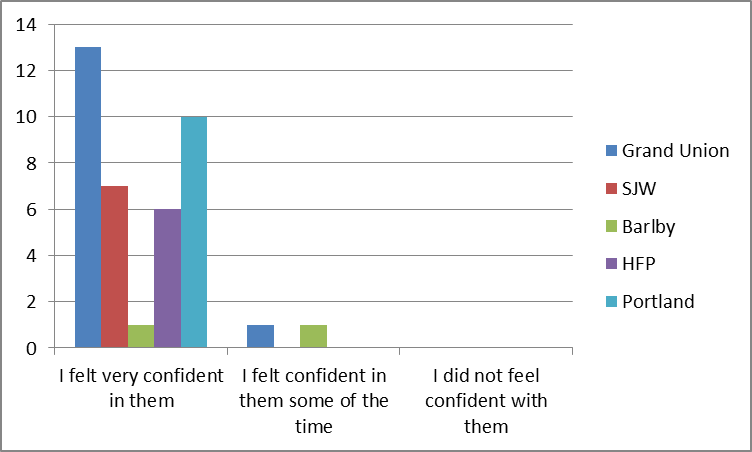 14
12
10
8
6
4
2
0
I felt very confident
in them
I felt confident in
them some of the
time
I did not feel
confident with
them
Grand Union
SJW
Barlby
HFP
Portland